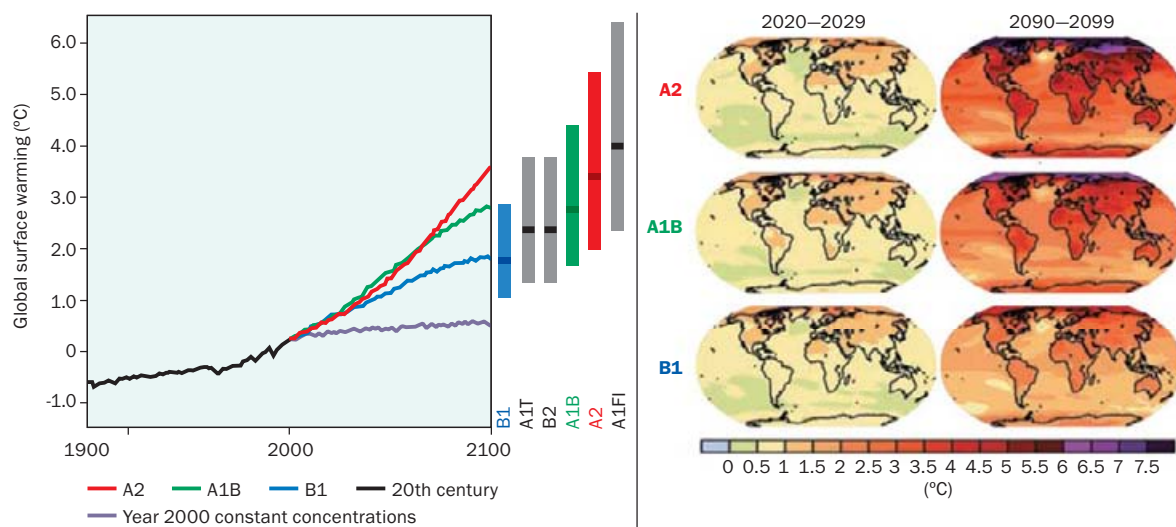 Global surface warming (ºC)
6.0
5.0
4.0
3.0
2.0
1.0
0
-1.0
1900
2000
2100
B1
A1T
B2
A1B
A2
A1FI
A2
A1B
B1
20th century
Year 2000 constant concentrations
2020–2029
2090–2099
A2
A1B
B1
0 0.5 1 1.5 2 2.5 3 3.5 4 4.5 5 5.5 6 6.5 7 7.5
(ºC)